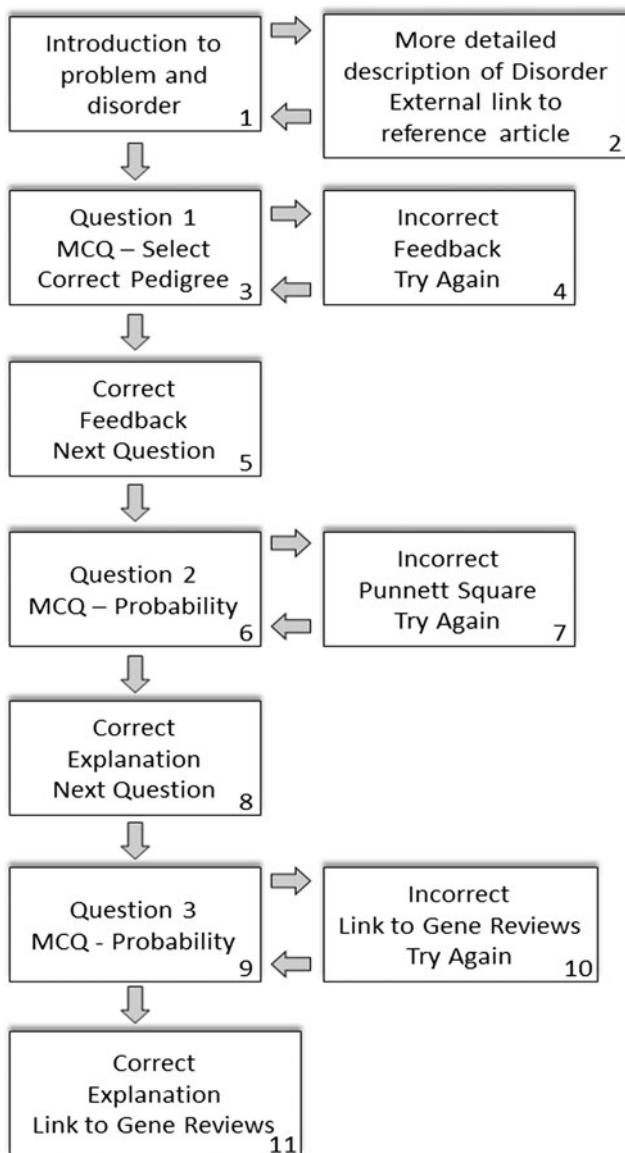 Introduction to
problem and
disorder
1
More detailed
description of Disorder
External link to
reference article
2
Question 1
MCQ – Select
Correct Pedigree
3
Incorrect
Feedback
Try Again
4
Correct
Feedback
Next Question
5
Question 2
MCQ – Probability
6
Incorrect
Punnett Square
Try Again
7
Correct
Explanation
Next Question
8
Question 3
MCQ - Probability
9
Incorrect
Link to Gene Reviews
Try Again
10
Correct
Explanation
Link to Gene Reviews
11